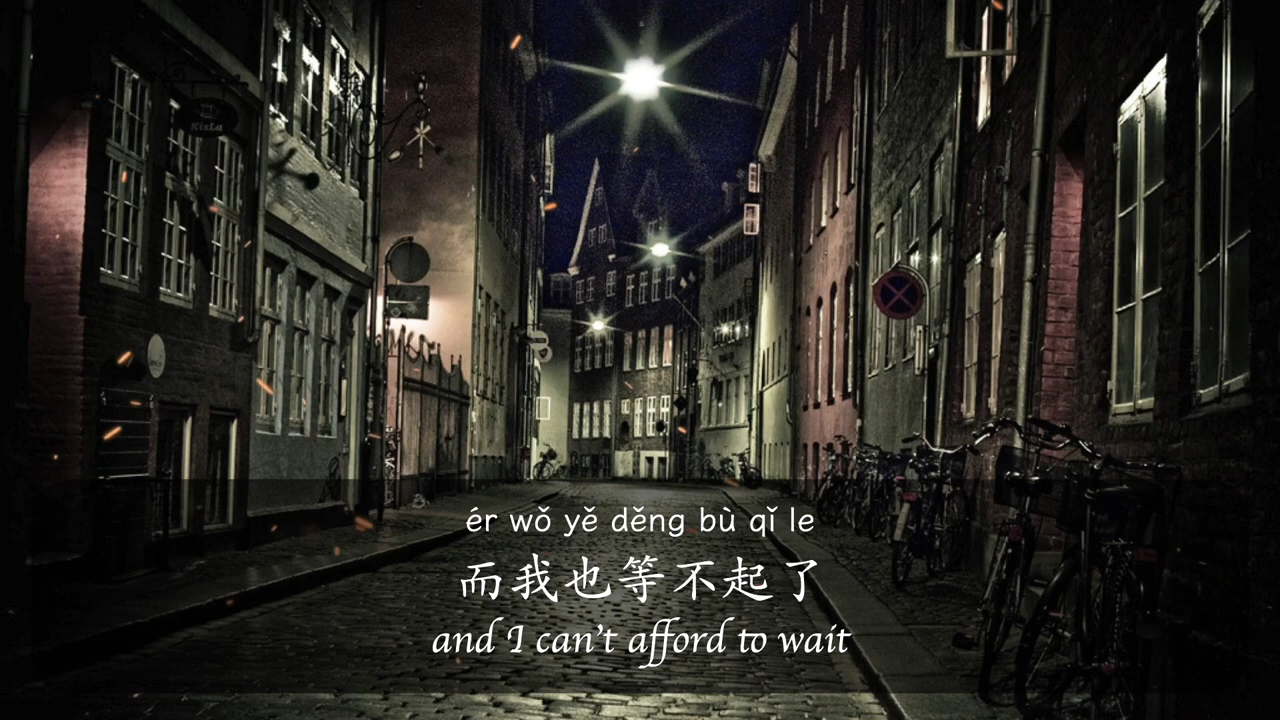 KisLa
ér wǒ yě děng bù qǐ le
而我也等不起了
and I can't afford to wait